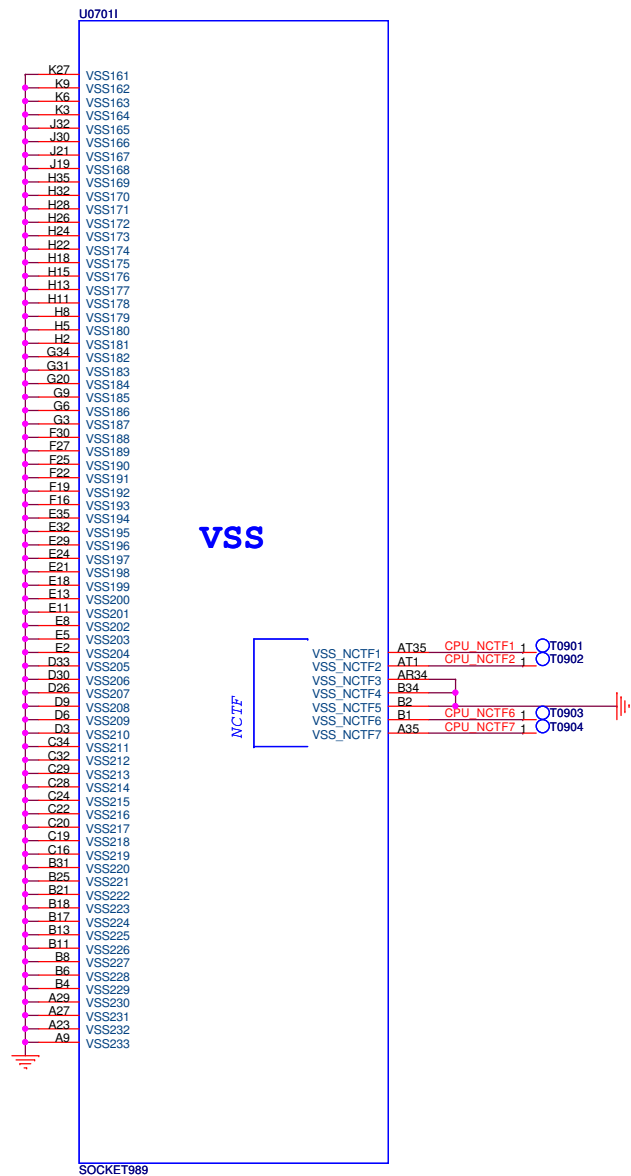 U0701I
K27 VSS161
K9 VSS162
K6 VSS163
K3 VSS164
J32 VSS165
J30 VSS166
J21 VSS167
J19 VSS168
H35 VSS169
H32 VSS170
H28 VSS171
H26 VSS172
H24 VSS173
H22 VSS174
H18 VSS175
H15 VSS176
H13 VSS177
H11 VSS178
H8 VSS179
H5 VSS180
H2 VSS181
G34 VSS182
G31 VSS183
G20 VSS184
G9 VSS185
G6 VSS186
G3 VSS187
F30 VSS188
F27 VSS189
F25 VSS190
F22 VSS191
F19 VSS192
F16 VSS193
E35 VSS194
E32 VSS195
E29 VSS196
E24 VSS197
E21 VSS198
E18 VSS199
E13 VSS200
E11 VSS201
E8 VSS202
E5 VSS203
E2 VSS204
D33 VSS205
D30 VSS206
D26 VSS207
D9 VSS208
D6 VSS209
D3 VSS210
C34 VSS211
C32 VSS212
C29 VSS213
C28 VSS214
C24 VSS215
C22 VSS216
C20 VSS217
C19 VSS218
C16 VSS219
B31 VSS220
B25 VSS221
B21 VSS222
B18 VSS223
B17 VSS224
B13 VSS225
B11 VSS226
B8 VSS227
B6 VSS228
B4 VSS229
A29 VSS230
A27 VSS231
A23 VSS232
A9 VSS233
VSS
NCTF
VSS_NCTF1 AT35 CPU_NCTF1 1 T0901
VSS_NCTF2 AT1 CPU_NCTF2 1 T0902
VSS_NCTF3 AR34
VSS_NCTF4 B34
VSS_NCTF5 B2
VSS_NCTF6 B1 CPU_NCTF6 1 T0903
VSS_NCTF7 A35 CPU_NCTF7 1 T0904
SOCKET989